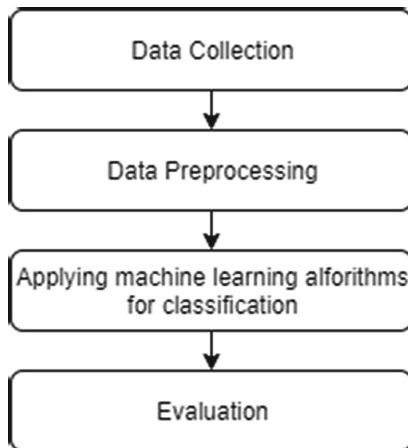 Data Collection
Data Preprocessing
Applying machine learning alforithms
for classification
Evaluation